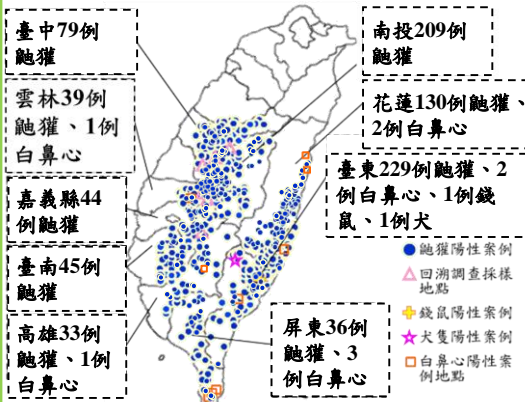 臺中79例
鼬獾
雲林39例
鼬獾、1例
白鼻心
嘉義縣44
例鼬獾
臺南45例
鼬獾
高雄33例
鼬獾、1例
白鼻心
南投209例
鼬獾
花蓮130例鼬獾、
2例白鼻心
臺東229例鼬獾、2
例白鼻心、1例錢
鼠、1例犬
屏東36例
鼬獾、3
例白鼻心
鼬獾陽性案例
回溯調查採樣
地點
錢鼠陽性案例
犬隻陽性案例
白鼻心陽性案
例地點